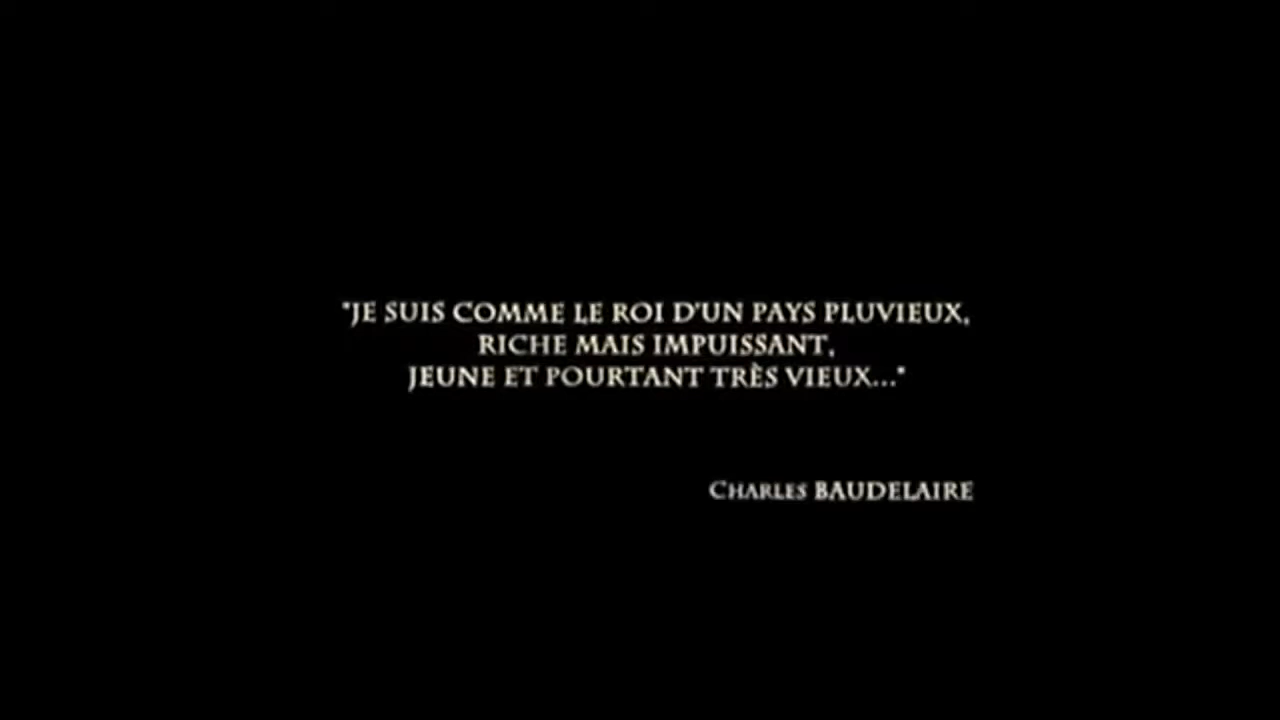 "JE SUIS COMME LE ROI D'UN PAYS PLUVIEUX,
RICHE MAIS IMPUISSANT,
JEUNE ET POURTANT TRÈS VIEUX..."
CHARLES BAUDELAIRE